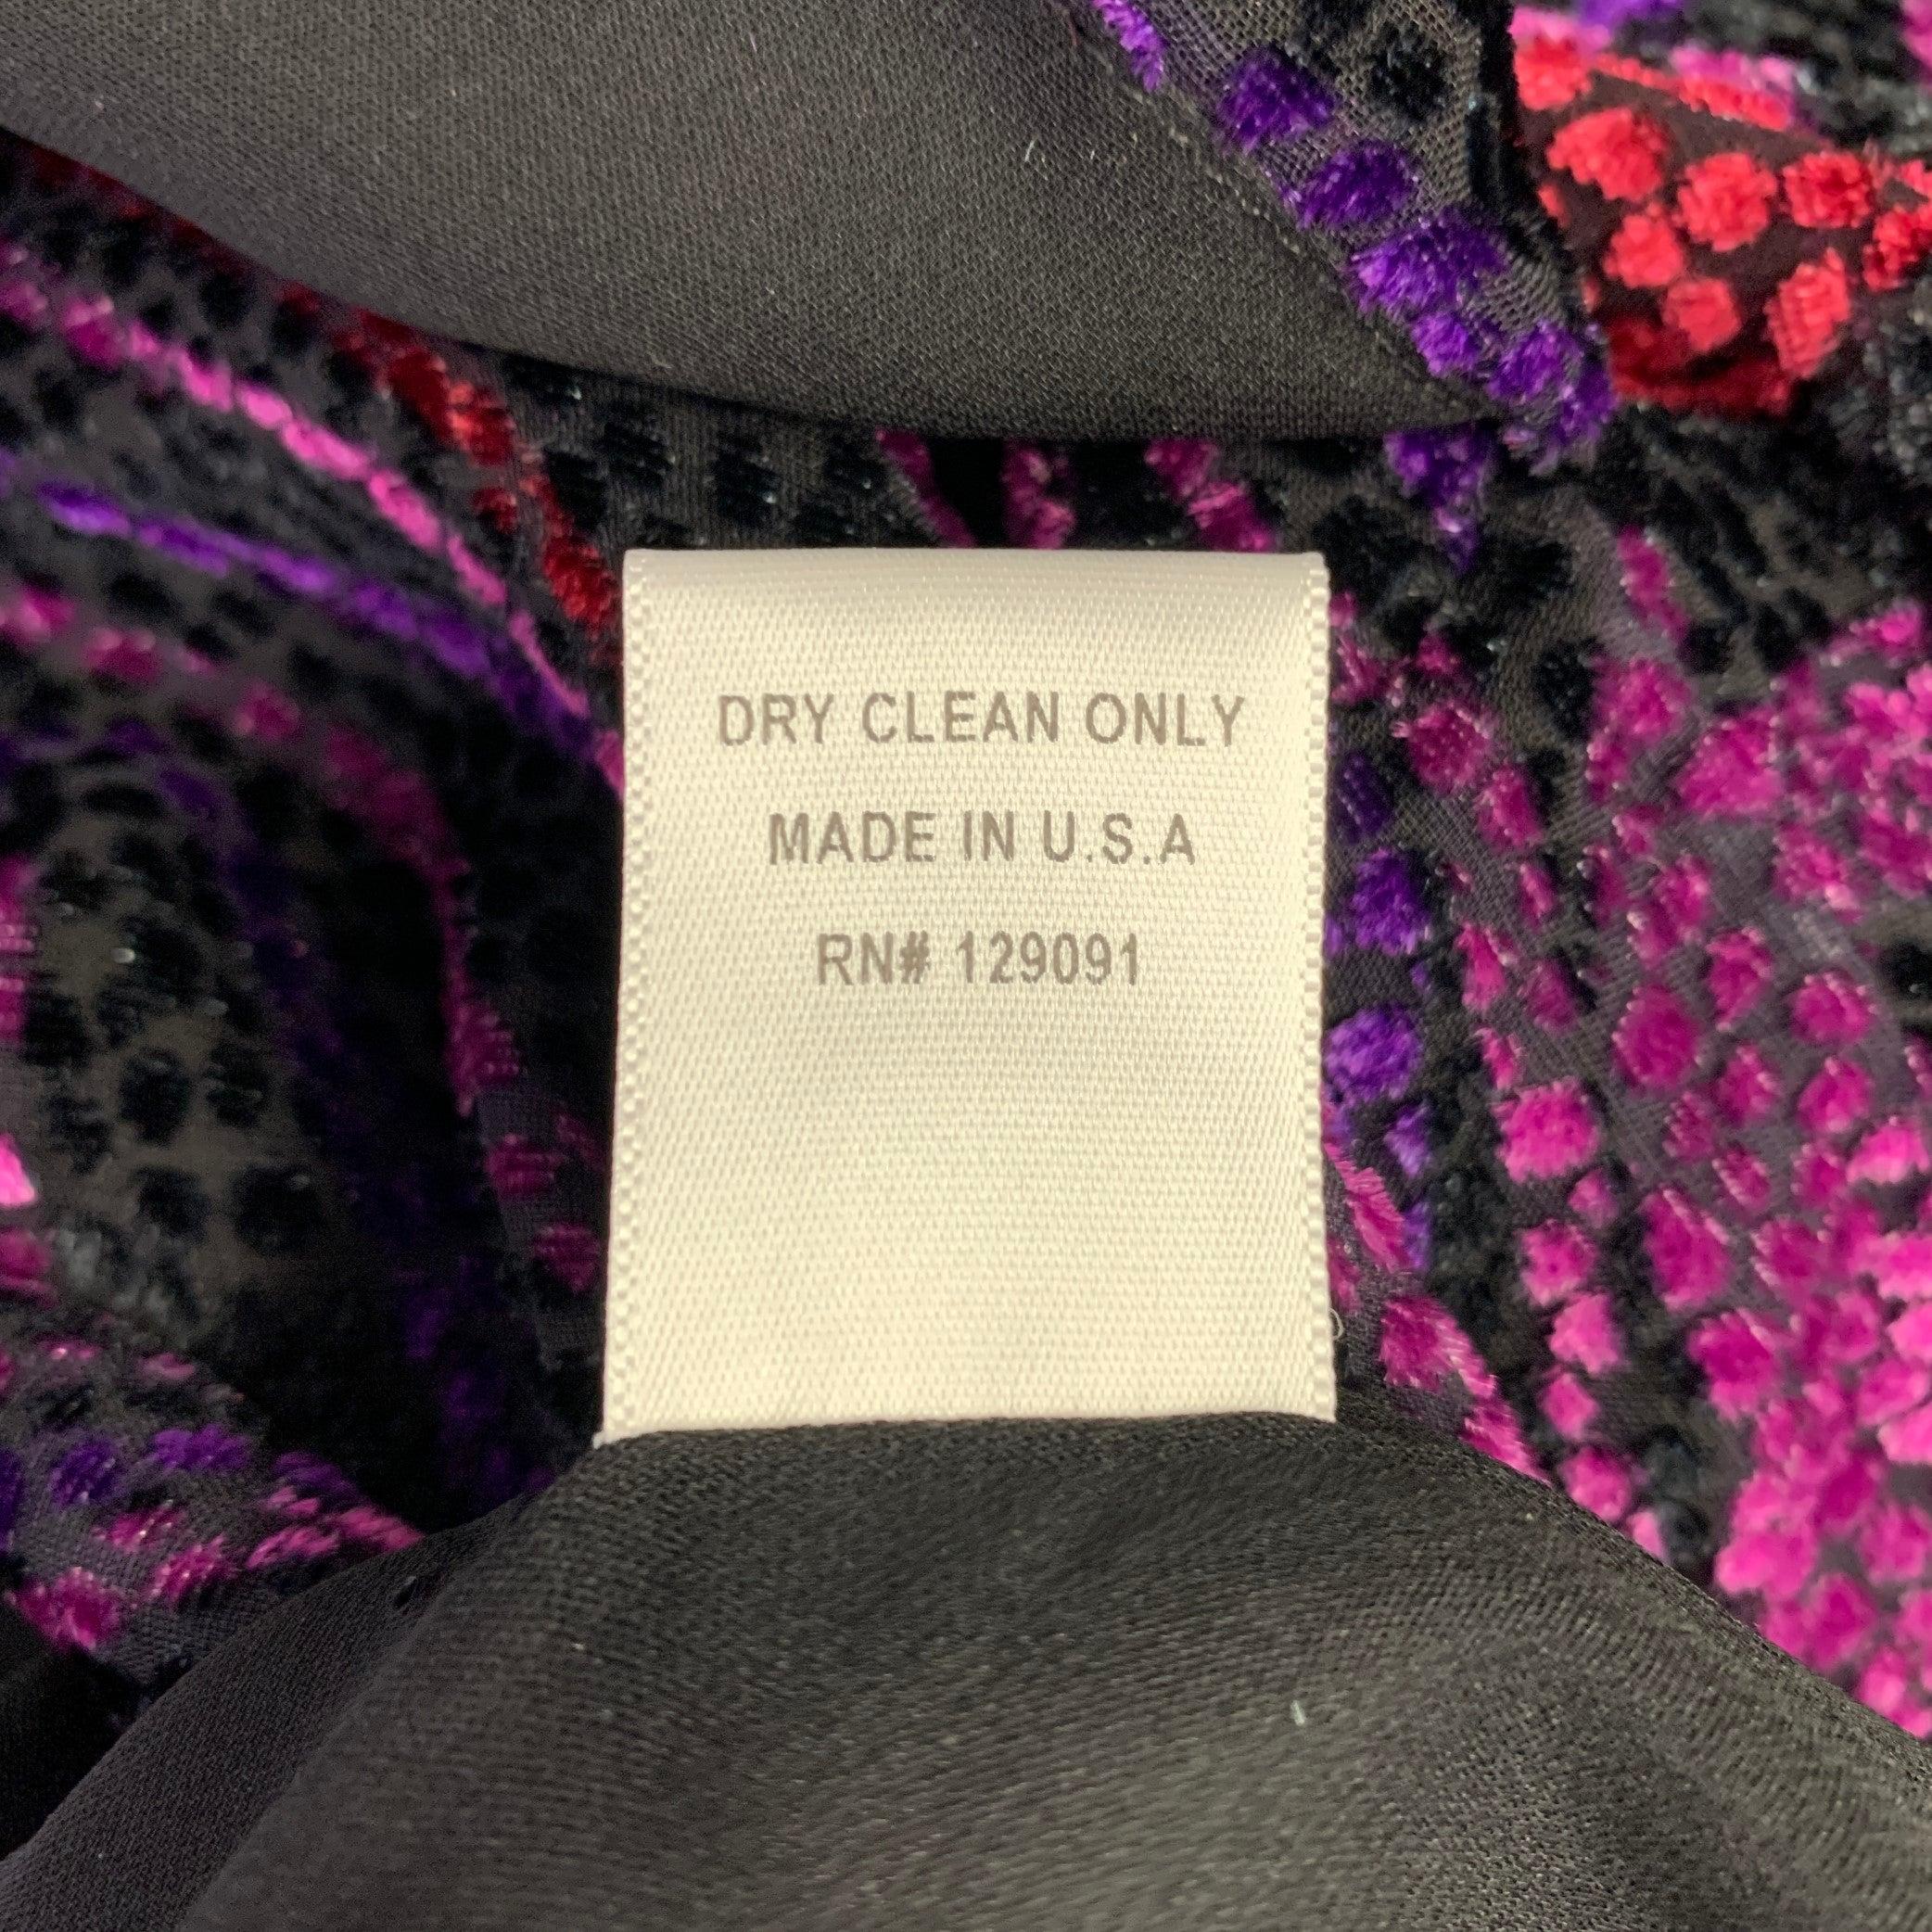 DRY CLEAN ONLY
MADE IN U.S.A
RN# 129091